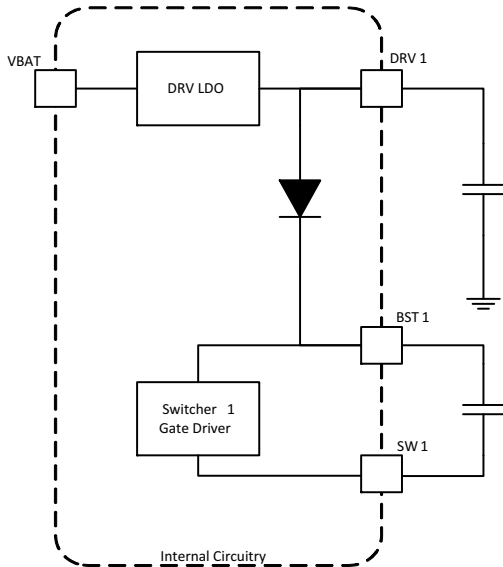 VBAT
DRV LDO
DRV 1
BST 1
Switcher 1
Gate Driver
SW 1
Internal Circuitry